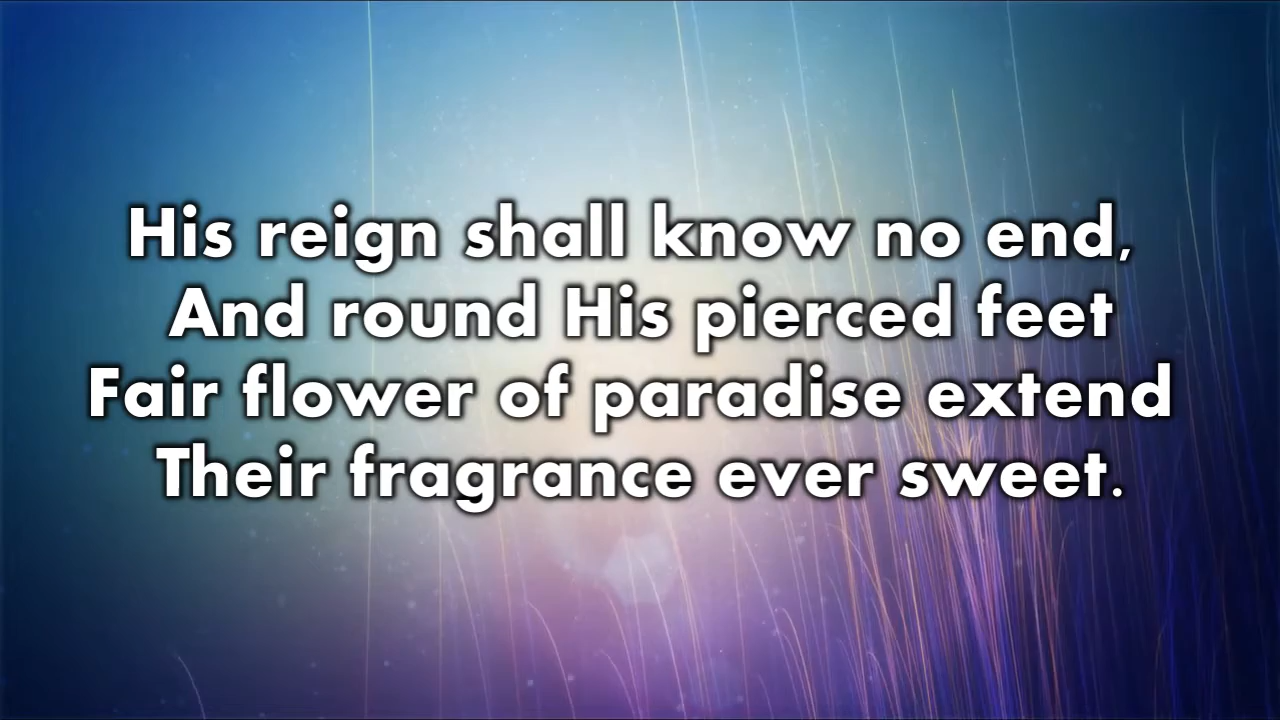 His reign shall know no end,
And round His pierced feet
Fair flower of paradise extend
Their fragrance ever sweet.